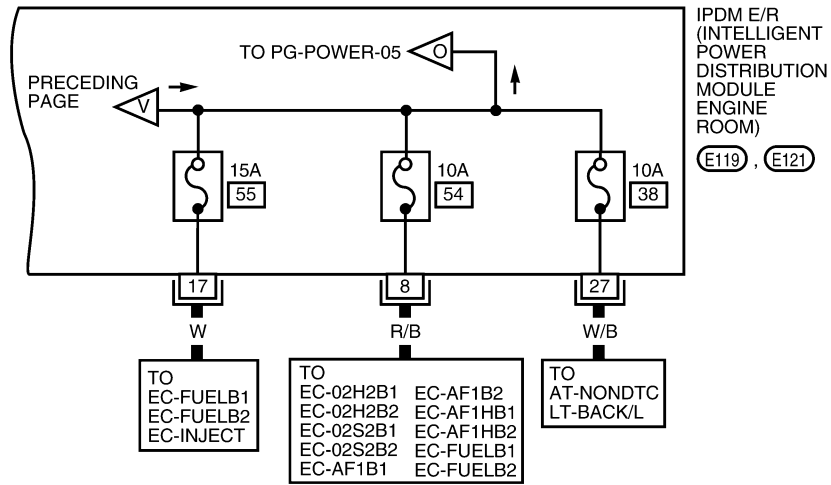 IPDM E/R
(INTELLIGENT
POWER
DISTRIBUTION
MODULE
ENGINE
ROOM)
E119 , E121
TO PG-POWER-05
O
PRECEDING
PAGE
V
15A
55
10A
54
10A
38
17
8
27
W
R/B
W/B
TO
EC-FUELB1
EC-FUELB2
EC-INJECT
TO
EC-02H2B1 EC-AF1B2
EC-02H2B2 EC-AF1HB1
EC-02S2B1 EC-AF1HB2
EC-02S2B2 EC-FUELB1
EC-AF1B1 EC-FUELB2
TO
AT-NONDTC
LT-BACK/L